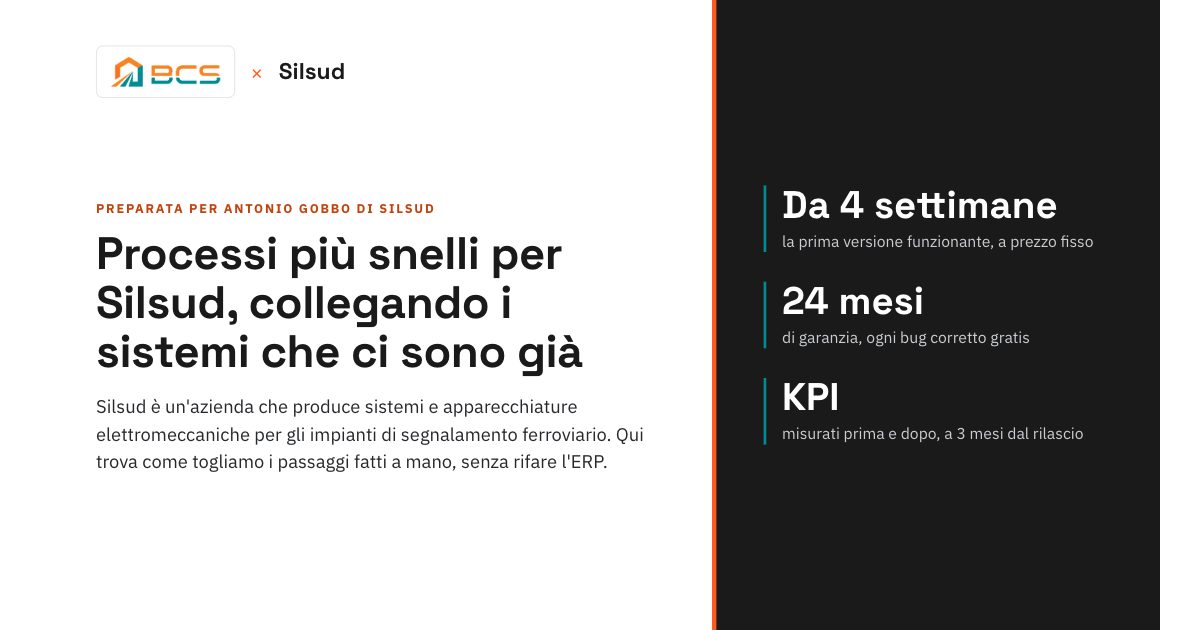 BCS × Silsud
PREPARATA PER ANTONIO GOBBO DI SILSUD
Processi più snelli per
Silsud, collegando i
sistemi che ci sono già
Silsud è un'azienda che produce sistemi e apparecchiature
elettromeccaniche per gli impianti di segnalamento ferroviario. Qui
trova come togliamo i passaggi fatti a mano, senza rifare l'ERP.
Da 4 settimane
la prima versione funzionante, a prezzo fisso
24 mesi
di garanzia, ogni bug corretto gratis
KPI
misurati prima e dopo, a 3 mesi dal rilascio